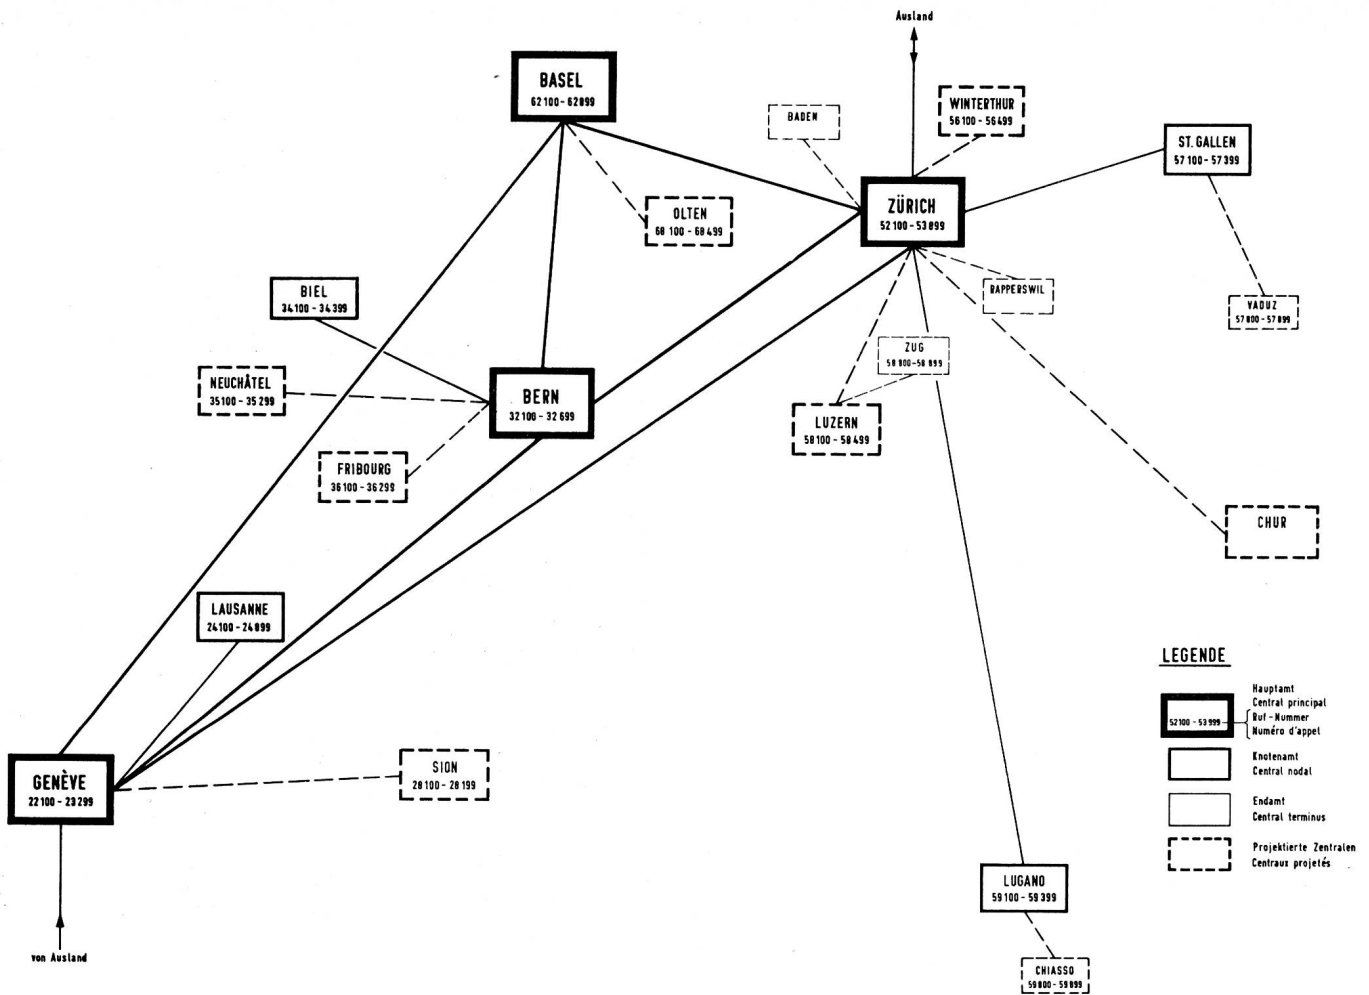 Ausland
BASEL
62100-62899
BADEN
WINTERTHUR
56100-56499
ST. GALLEN
57100-57399
ZÜRICH
52100-53899
OLTEN
68100-68499
BIEL
34100-34399
RAPPERSWIL
VADUZ
57800-57899
ZUG
58800-58899
NEUCHÂTEL
35100-35299
BERN
32100-32699
LUZERN
58100-58499
FRIBOURG
36100-36299
CHUR
LAUSANNE
24100-24899
GENÈVE
22100-23299
SION
28100-28199
von Ausland
LUGANO
59100-59399
CHIASSO
59800-59899
LEGENDE
52100-53999
Hauptamt
Central principal
Ruf-Nummer
Numéro d'appel
Knotenamt
Central nodal
Endamt
Central terminus
Projektierte Zentralen
Centraux projetés